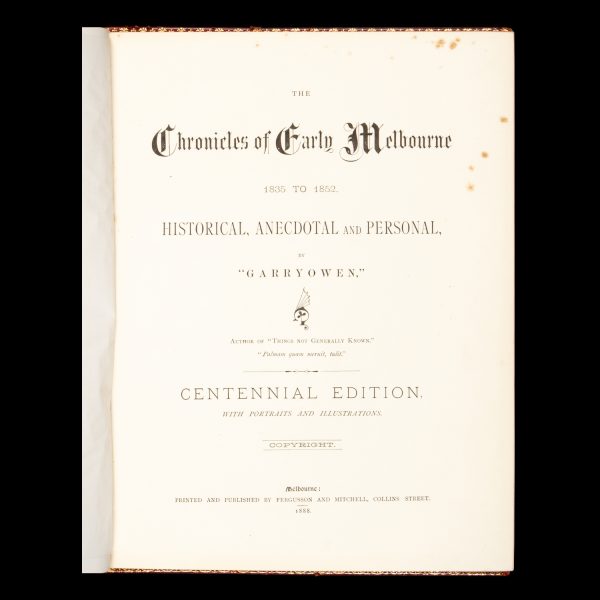 THE
Chronicles of Early Melbourne
1835 TO 1852.
HISTORICAL, ANECDOTAL AND PERSONAL,
BY
"GARRYOWEN,"
AUTHOR OF "THINGS NOT GENERALLY KNOWN."
"Palmam quam meruit, tulit."
CENTENNIAL EDITION,
WITH PORTRAITS AND ILLUSTRATIONS.
COPYRIGHT.
Melbourne:
PRINTED AND PUBLISHED BY FERGUSSON AND MITCHELL, COLLINS STREET.
1888.